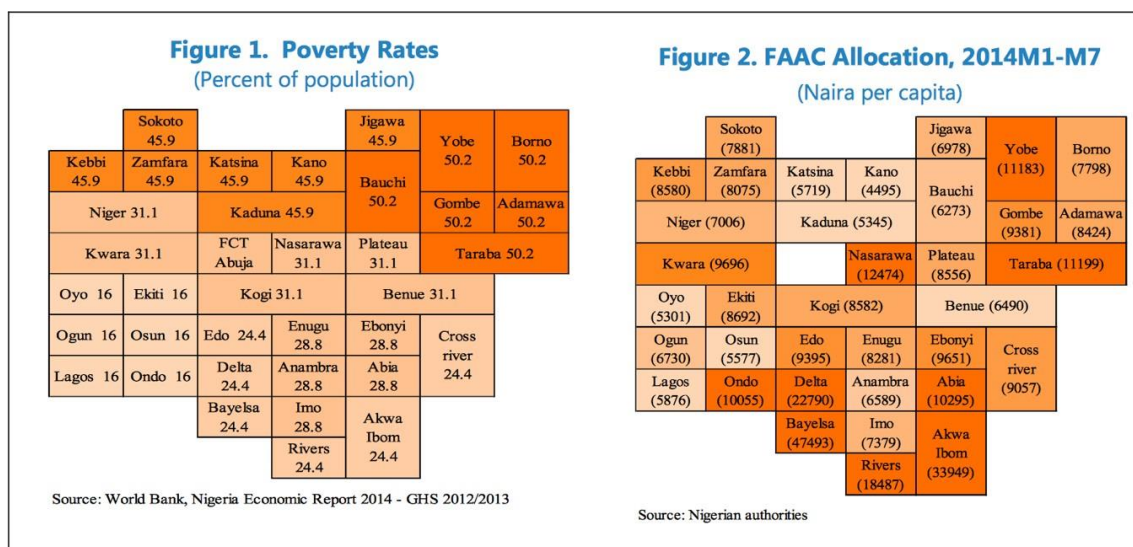 Figure 1. Poverty Rates
(Percent of population)
Sokoto
45.9
Jigawa
45.9
Yobe
50.2
Borno
50.2
Kebbi
45.9
Zamfara
45.9
Katsina
45.9
Kano
45.9
Bauchi
50.2
Niger 31.1
Kaduna 45.9
Gombe
50.2
Adamawa
50.2
Kwara 31.1
FCT
Abuja
Nasarawa
31.1
Plateau
31.1
Taraba 50.2
Oyo 16
Ekiti 16
Kogi 31.1
Benue 31.1
Ogun 16
Osun 16
Edo 24.4
Enugu
28.8
Ebonyi
28.8
Cross
river
24.4
Lagos 16
Ondo 16
Delta
24.4
Anambra
28.8
Abia
28.8
Bayelsa
24.4
Imo
28.8
Akwa
Ibom
24.4
Rivers
24.4
Source: World Bank, Nigeria Economic Report 2014 - GHS 2012/2013
Figure 2. FAAC Allocation, 2014M1-M7
(Naira per capita)
Sokoto
(7881)
Jigawa
(6978)
Yobe
(11183)
Borno
(7798)
Kebbi
(8580)
Zamfara
(8075)
Katsina
(5719)
Kano
(4495)
Bauchi
(6273)
Niger (7006)
Kaduna (5345)
Gombe
(9381)
Adamawa
(8424)
Kwara (9696)
Nasarawa
(12474)
Plateau
(8556)
Taraba (11199)
Oyo
(5301)
Ekiti
(8692)
Kogi (8582)
Benue (6490)
Ogun
(6730)
Osun
(5577)
Edo
(9395)
Enugu
(8281)
Ebonyi
(9651)
Cross
river
(9057)
Lagos
(5876)
Ondo
(10055)
Delta
(22790)
Anambra
(6589)
Abia
(10295)
Bayelsa
(47493)
Imo
(7379)
Akwa
Ibom
(33949)
Rivers
(18487)
Source: Nigerian authorities